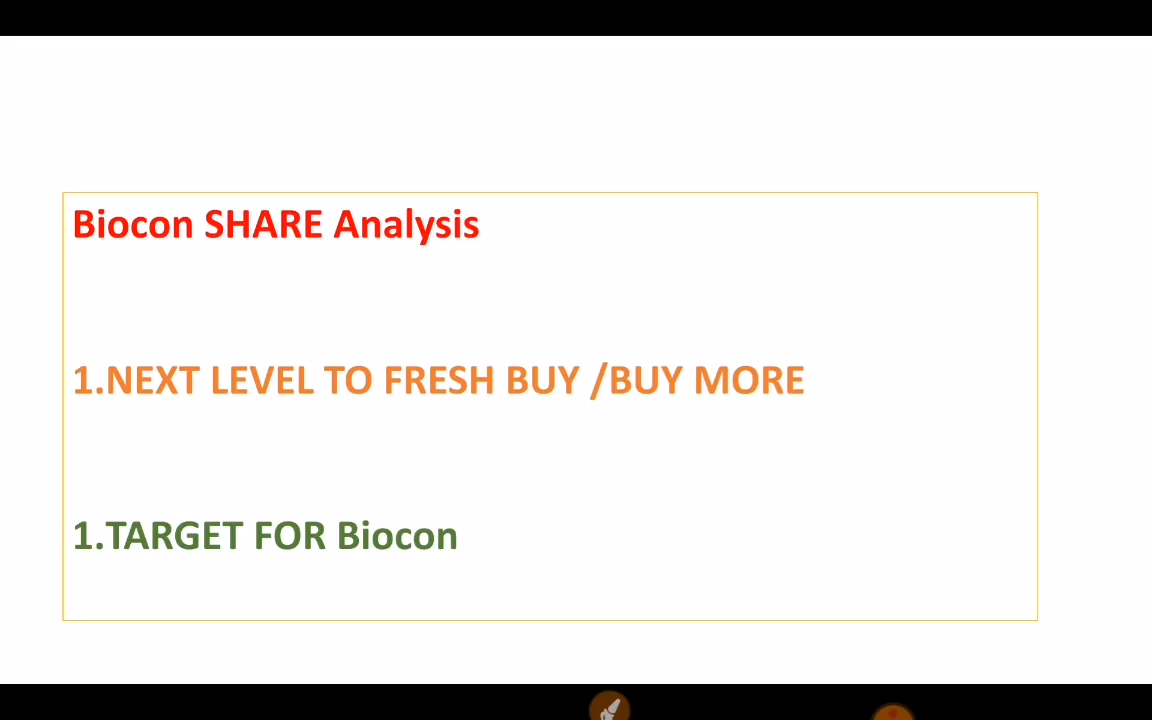 Biocon SHARE Analysis
1.NEXT LEVEL TO FRESH BUY /BUY MORE
1.TARGET FOR Biocon